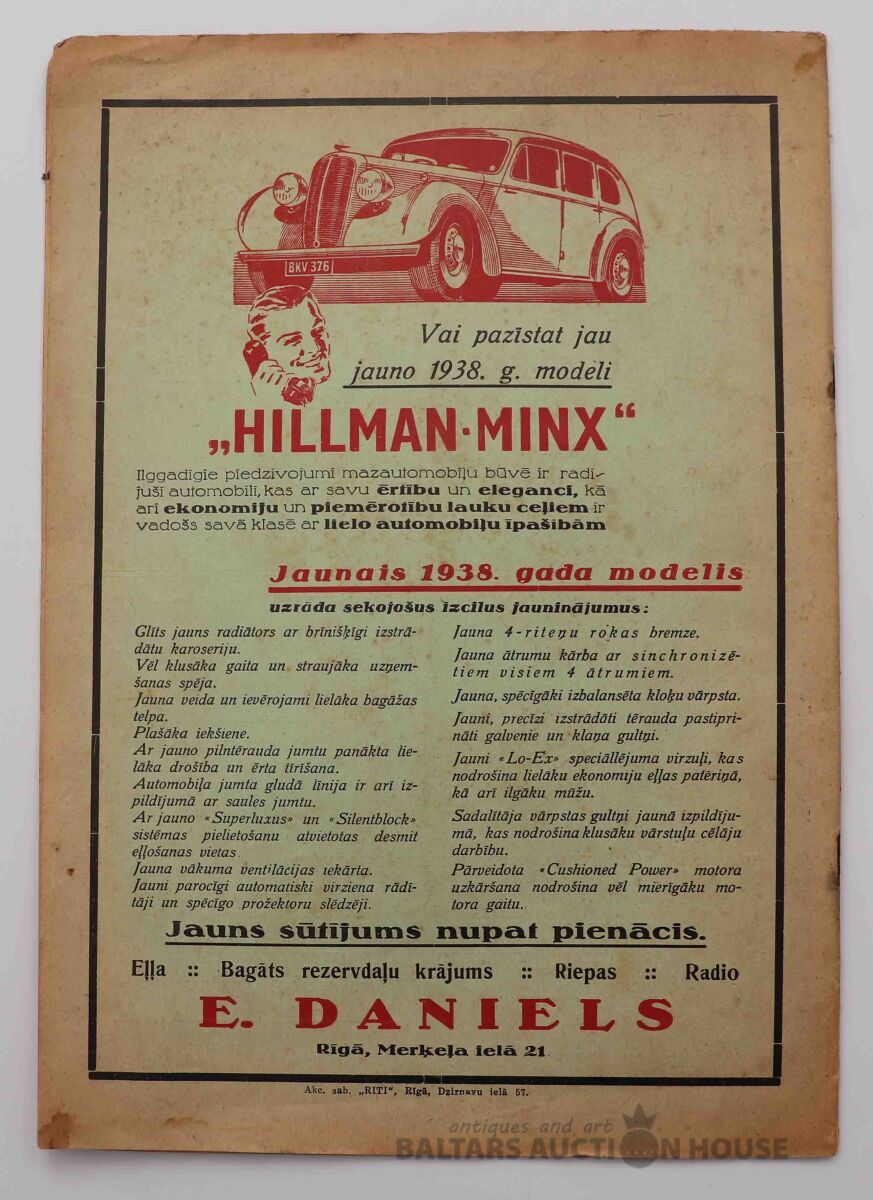 BKV 376
Vai pazīstat jau
jauno 1938. g. modeli
„HILLMAN-MINX“
Ilggadīgie piedzīvojumi mazautomobiļu būvē ir radī-
juši automobili, kas ar savu ērtību un eleganci, kā
arī ekonomiju un piemērotību lauku ceļiem ir
vadošs savā klasē ar lielo automobiļu īpašībām
Jaunais 1938. gada modelis
uzrāda sekojošus izcilus jauninājumus:
Glīts jauns radiātors ar brīnišķīgi izstrā-
dātu karoseriju.
Vēl klusāka gaita un straujāka uzņem-
šanas spēja.
Jauna veida un ievērojami lielāka bagāžas
telpa.
Plašāka iekšiene.
Ar jauno pilntērauda jumtu panākta lie-
lāka drošība un ērta tīrīšana.
Automobiļa jumta gludā līnija ir arī iz-
pildījumā ar saules jumtu.
Ar jauno «Superluxus» un «Silentblock»
sistēmas pielietošanu atvietotas desmit
eļļošanas vietas
Jauna vākuma ventilācijas iekārta.
Jauni parocīgi automatiski virziena rādī-
tāji un spēcīgo prožektoru slēdzēji.
Jauna 4-riteņu rokas bremze.
Jauna ātrumu kārba ar sinchronizē-
tiem visiem 4 ātrumiem.
Jauna, spēcīgāki izbalansēta kloķu vārpsta.
Jauni, precīzi izstrādāti tērauda pastipri-
nāti galvenie un klaņa gultņi.
Jauni «Lo-Ex» speciāllējuma virzuļi, kas
nodrošina lielāku ekonomiju eļļas patēriņā,
kā arī ilgāku mūžu.
Sadalītāja vārpstas gultņi jaunā izpildīju-
mā, kas nodrošina klusāku vārstuļu cēlāju
darbību.
Pārveidota «Cushioned Power» motora
uzkāršana nodrošina vēl mierīgāku mo-
tora gaitu.
Jauns sūtījums nupat pienācis.
Eļļa :: Bagāts rezervdaļu krājums :: Riepas :: Radio
E. DANIELS
Rīgā, Merķeļa ielā 21
Akc. sab. „RITI“, Rīgā, Dzirnavu ielā 57.
antiques and art
BALTARS AUCTION HOUSE